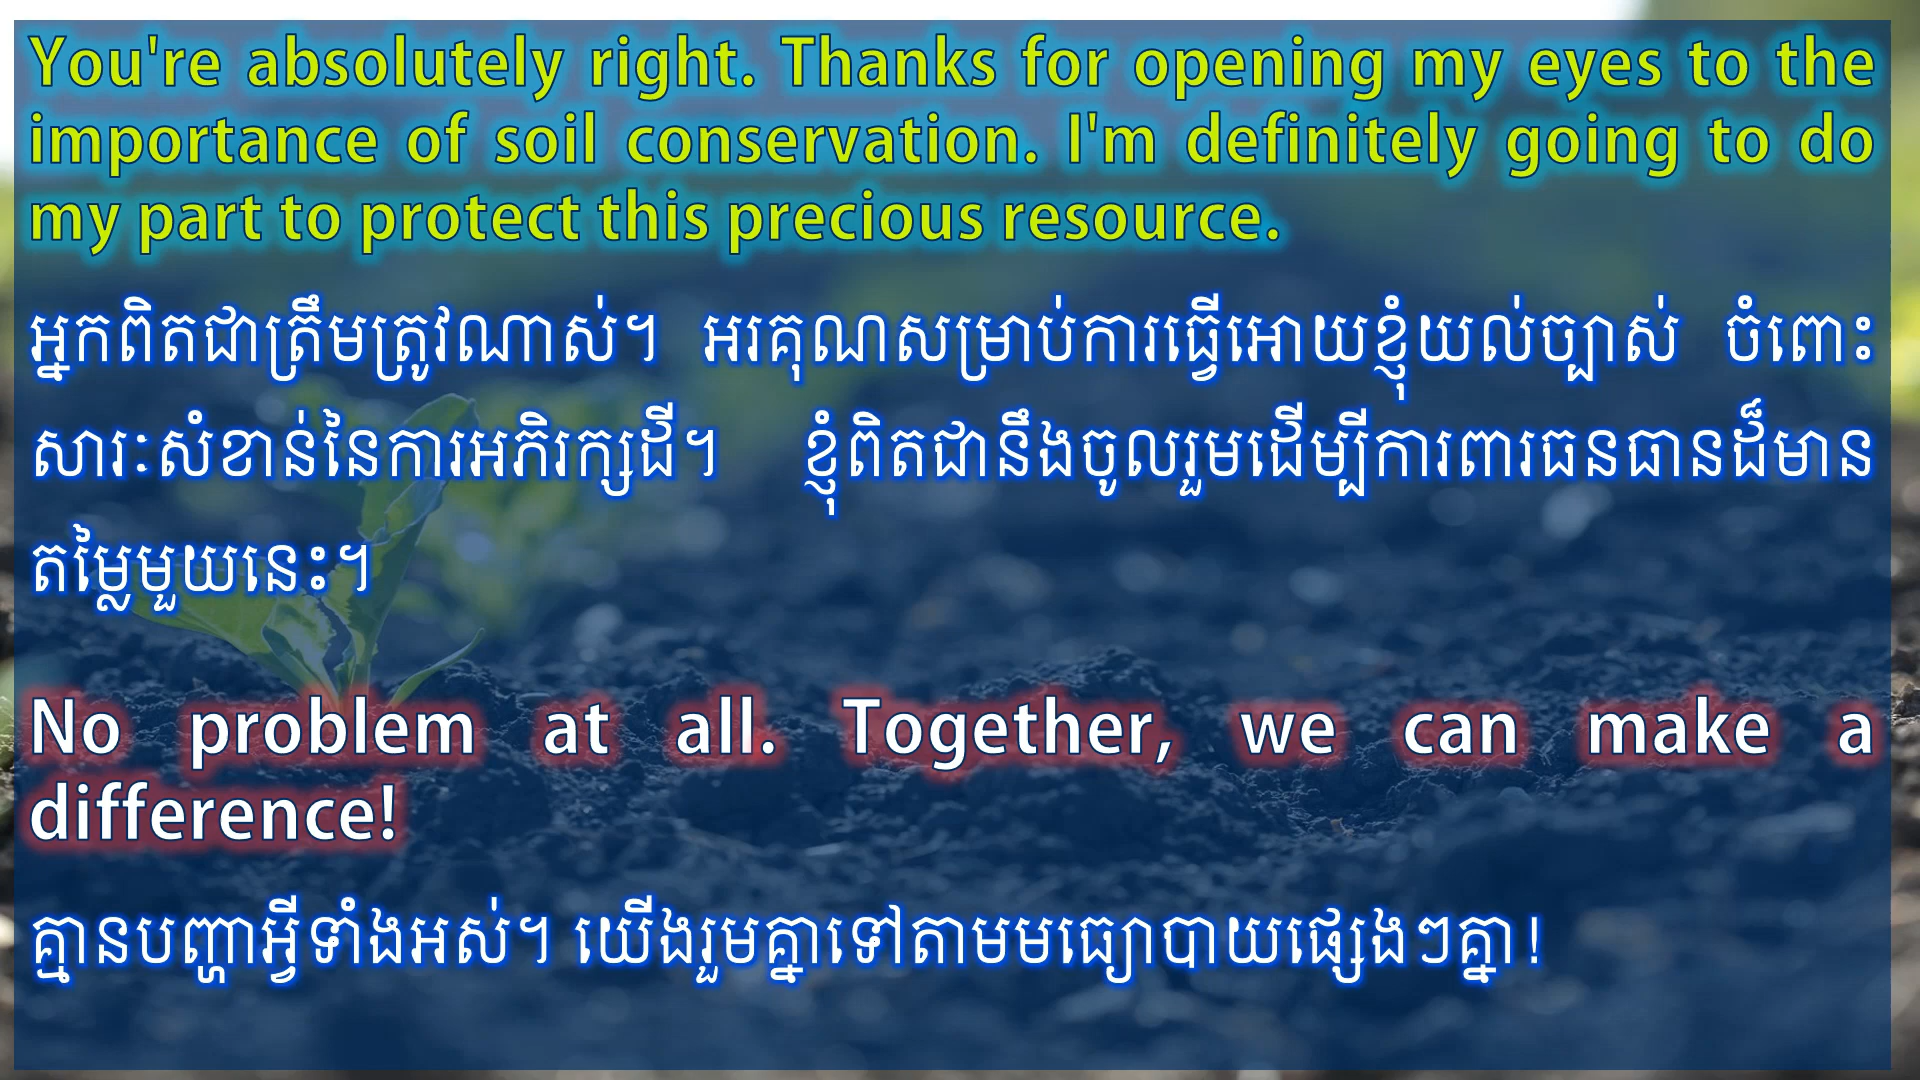 You're absolutely right. Thanks for opening my eyes to the
importance of soil conservation. I'm definitely going to do
my part to protect this precious resource.
អ្នកពិតជាត្រឹមត្រូវណាស់។ អរគុណសម្រាប់ការធ្វើអោយខ្ញុំយល់ច្បាស់ ចំពោះ
សារៈសំខាន់នៃការអភិរក្សដី។ ខ្ញុំពិតជានឹងចូលរួមដើម្បីការពារធនធានដ៏មាន
តម្លៃមួយនេះ។
No problem at all. Together, we can make a
difference!
គ្មានបញ្ហាអ្វីទាំងអស់។ យើងរួមគ្នាទៅតាមមធ្យោបាយផ្សេងៗគ្នា!